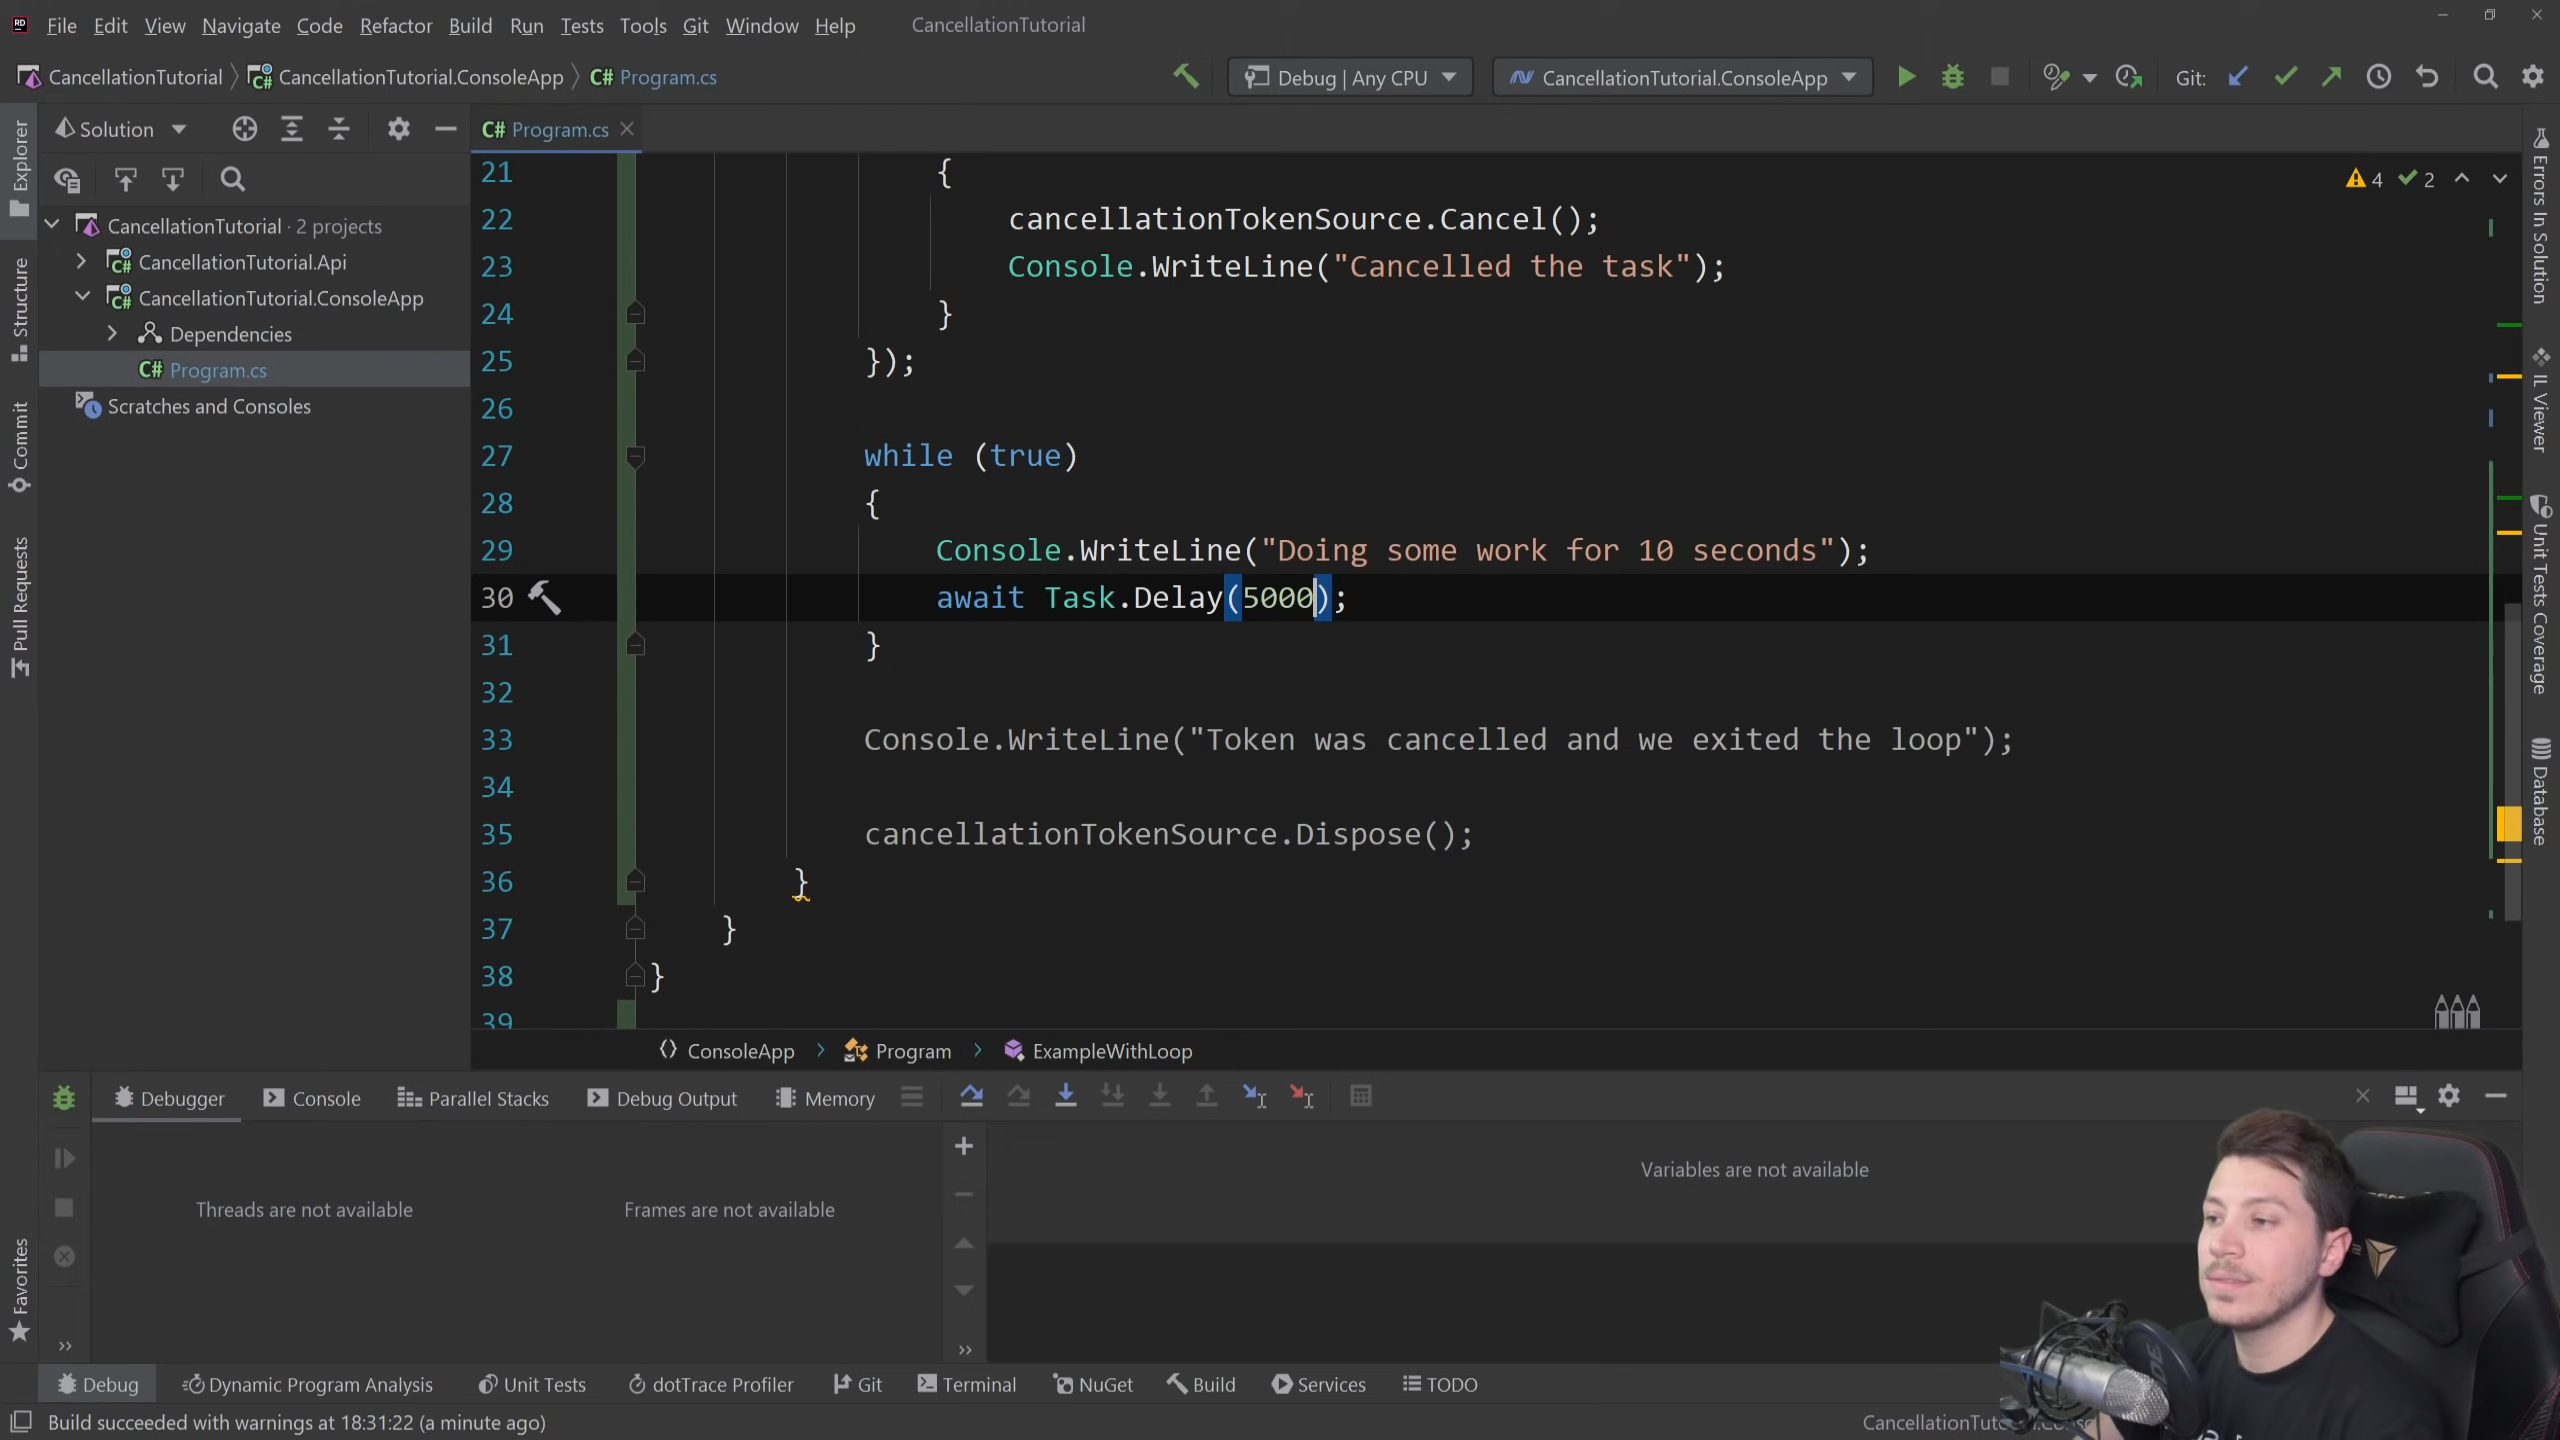 File Edit View Navigate Code Refactor Build Run Tests Tools Git Window Help CancellationTutorial
CancellationTutorial CancellationTutorial.ConsoleApp C# Program.cs Debug | Any CPU CancellationTutorial.ConsoleApp Git:
Solution
C# Program.cs
CancellationTutorial · 2 projects
C# CancellationTutorial.Api
C# CancellationTutorial.ConsoleApp
Dependencies
C# Program.cs
Scratches and Consoles
Explorer
Structure
Commit
Pull Requests
Favorites
4 2
21 {
22 cancellationTokenSource.Cancel();
23 Console.WriteLine("Cancelled the task");
24 }
25 });
26
27 while (true)
28 {
29 Console.WriteLine("Doing some work for 10 seconds");
30 await Task.Delay(5000);
31 }
32
33 Console.WriteLine("Token was cancelled and we exited the loop");
34
35 cancellationTokenSource.Dispose();
36 }
37 }
38 }
39
Errors In Solution
IL Viewer
Unit Tests Coverage
Database
ConsoleApp Program ExampleWithLoop
Debugger Console Parallel Stacks Debug Output Memory
Threads are not available
Frames are not available
Variables are not available
Debug Dynamic Program Analysis Unit Tests dotTrace Profiler Git Terminal NuGet Build Services TODO
Build succeeded with warnings at 18:31:22 (a minute ago)